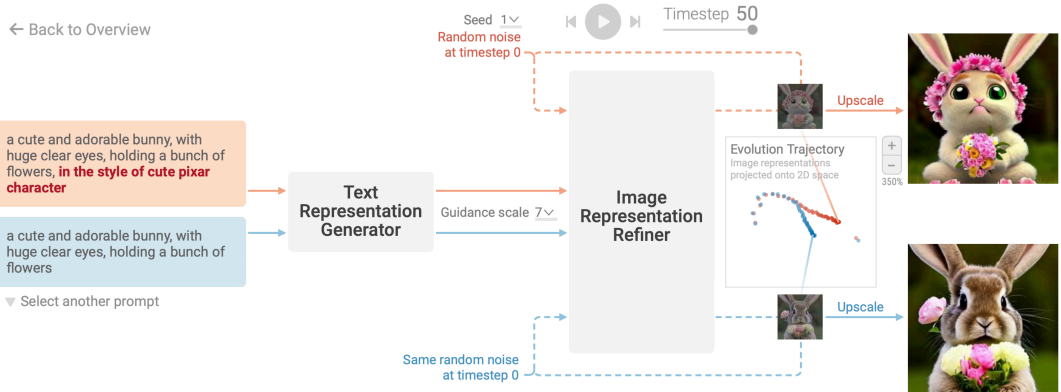 ← Back to Overview
Seed 1
Timestep 50
Random noise
at timestep 0
Upscale
a cute and adorable bunny, with
huge clear eyes, holding a bunch of
flowers, in the style of cute pixar
character
Text
Representation
Generator
Guidance scale 7
Image
Representation
Refiner
Evolution Trajectory
Image representations
projected onto 2D space
+
−
350%
a cute and adorable bunny, with
huge clear eyes, holding a bunch of
flowers
Select another prompt
Upscale
Same random noise
at timestep 0